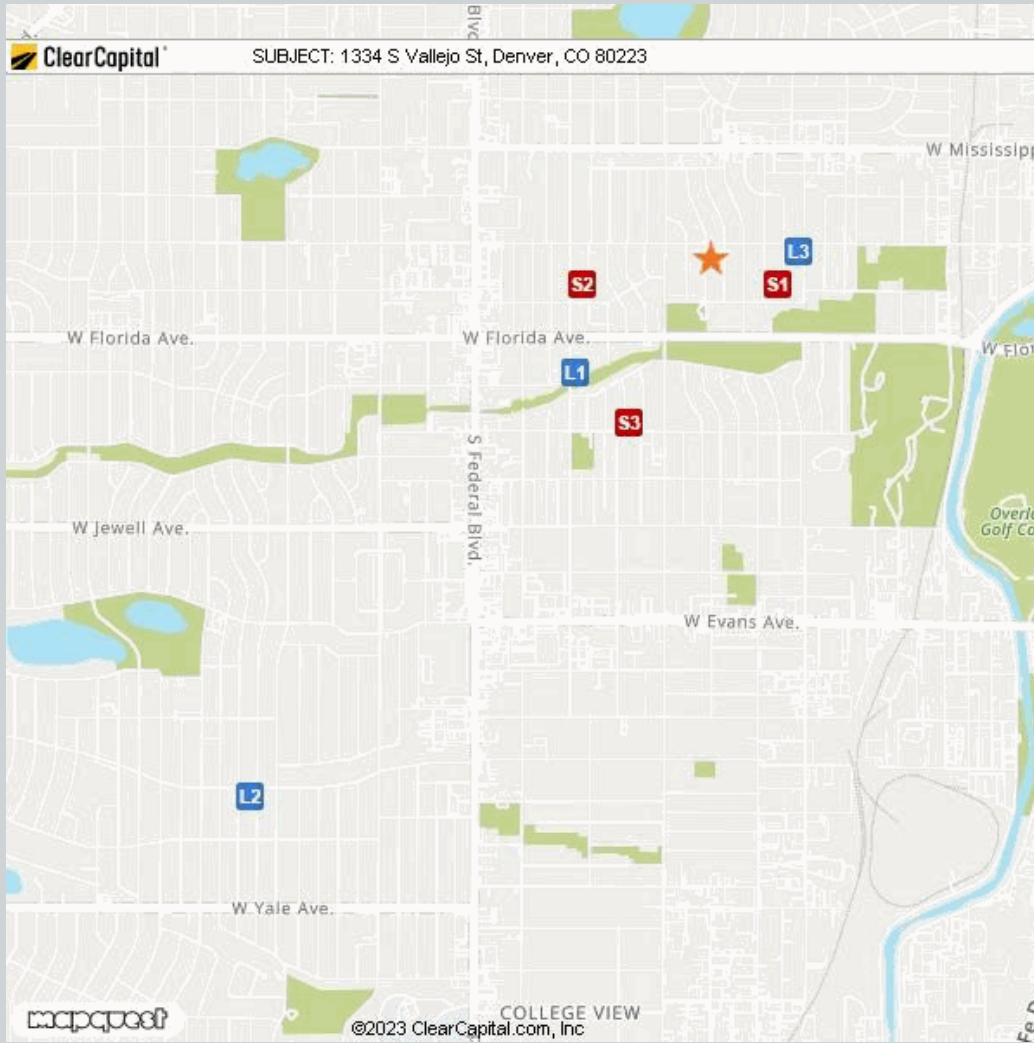 Blvd
ClearCapital
SUBJECT: 1334 S Vallejo St, Denver, CO 80223
W Mississipp
L3
S2
S1
W Florida Ave.
W Florida Ave.
W Flor
L1
S3
S Federal Blvd.
W Jewell Ave.
Overl
Golf Co
W Evans Ave.
L2
W Yale Ave.
mapquest
COLLEGE VIEW
©2023 ClearCapital.com, Inc